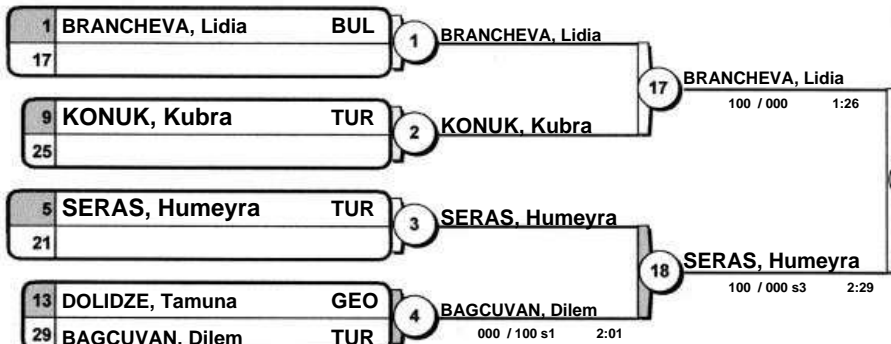 1 BRANCHEVA, Lidia BUL
17
1 BRANCHEVA, Lidia
9 KONUK, Kubra TUR
25
2 KONUK, Kubra
17 BRANCHEVA, Lidia
100 / 000 1:26
5 SERAS, Humeyra TUR
21
3 SERAS, Humeyra
13 DOLIDZE, Tamuna GEO
29 BAGCUVAN, Dilem TUR
4 BAGCUVAN, Dilem
000 / 100 s1 2:01
18 SERAS, Humeyra
100 / 000 s3 2:29